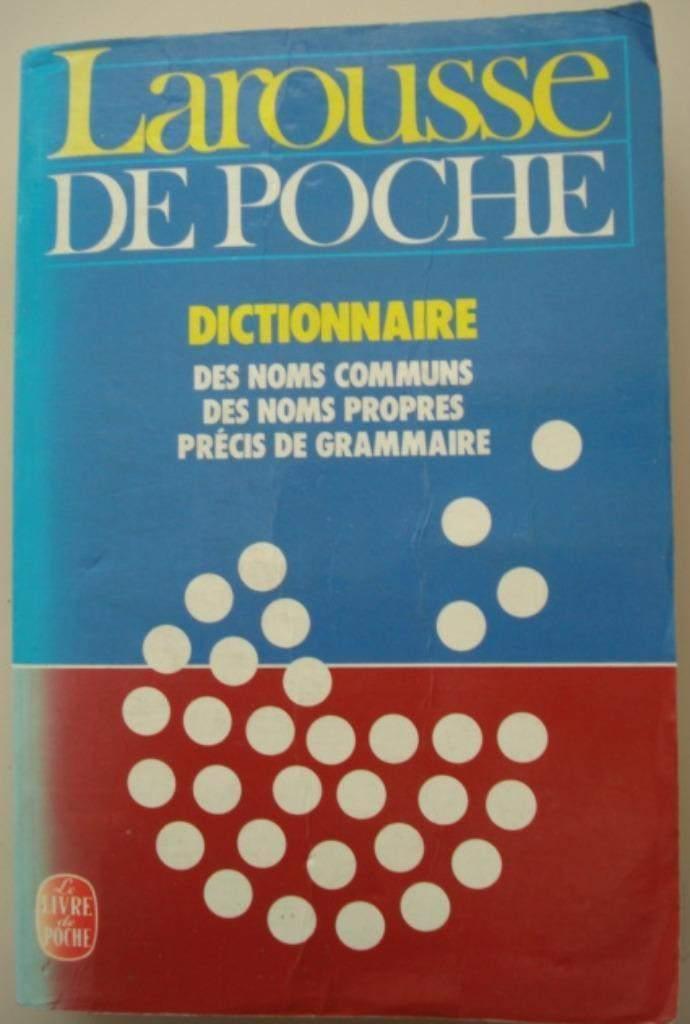 Larousse
DE POCHE
DICTIONNAIRE
DES NOMS COMMUNS
DES NOMS PROPRES
PRÉCIS DE GRAMMAIRE
Le
LIVRE
de
POCHE